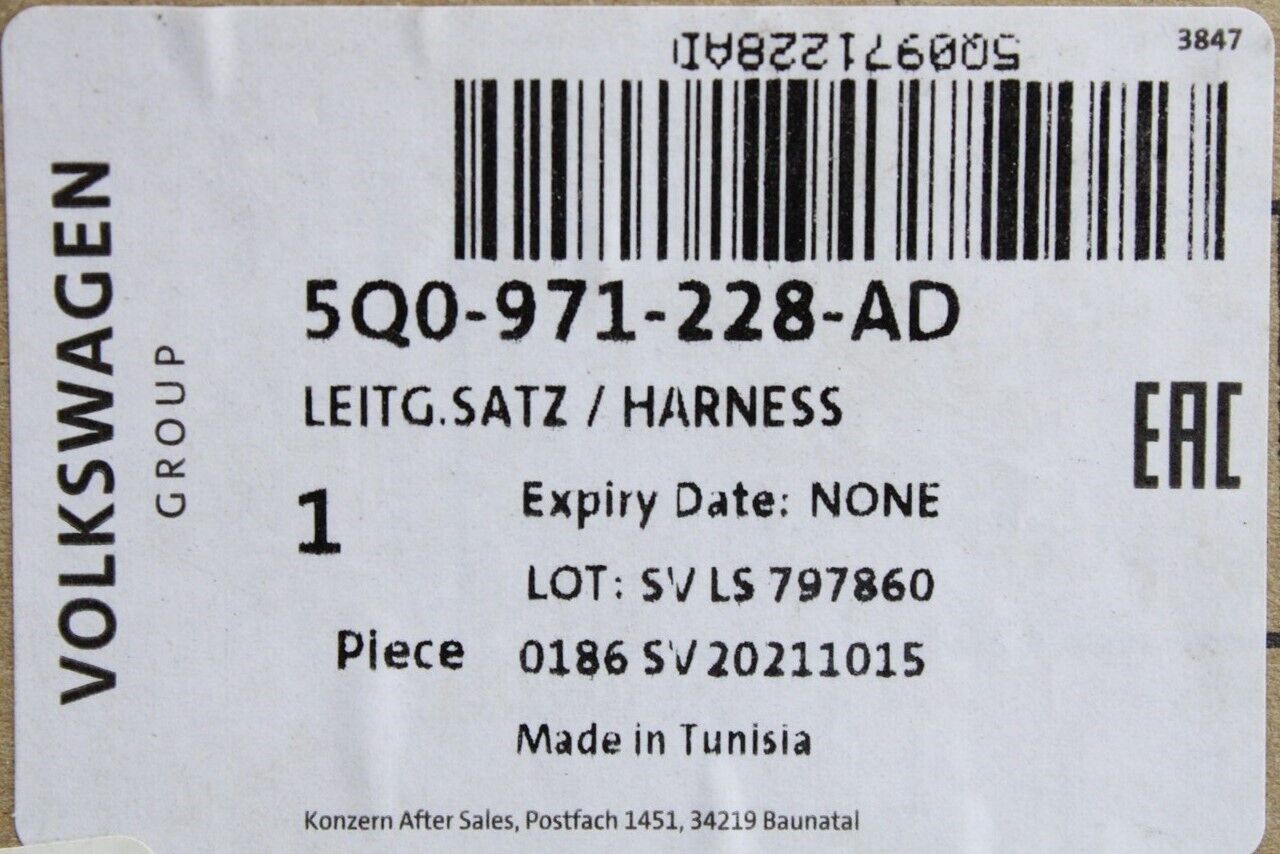 3847
5Q0971228AD
5Q0-971-228-AD
LEITG.SATZ / HARNESS
EAC
1
Expiry Date: NONE
LOT: SV LS 797860
Piece 0186 SV 20211015
Made in Tunisia
Konzern After Sales, Postfach 1451, 34219 Baunatal
VOLKSWAGEN
GROUP